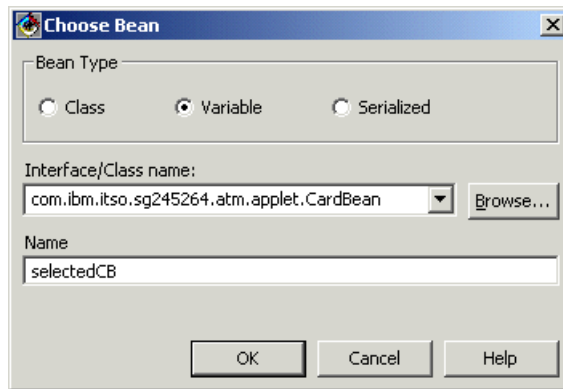 Choose Bean
Bean Type
Class Variable Serialized
Interface/Class name:
com.ibm.itso.sg245264.atm.applet.CardBean Browse...
Name
selectedCB
OK Cancel Help